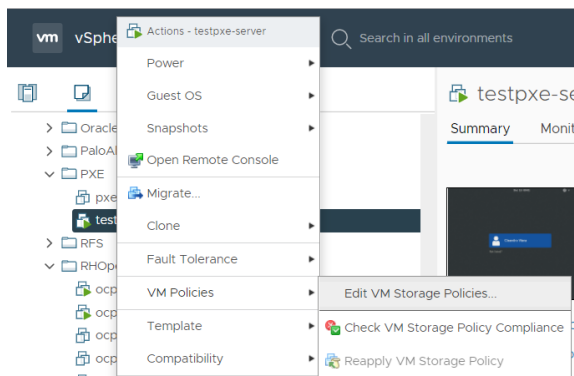 vm vSphe
Actions - testpxe-server
Search in all environments
Power
Guest OS
Snapshots
Open Remote Console
Migrate...
Clone
Fault Tolerance
VM Policies
Template
Compatibility
Oracle
PaloAl
PXE
pxe
test
RFS
RHOpe
ocp
ocp
ocp
ocp
Edit VM Storage Policies...
Check VM Storage Policy Compliance
Reapply VM Storage Policy
testpxe-se
Summary Monit